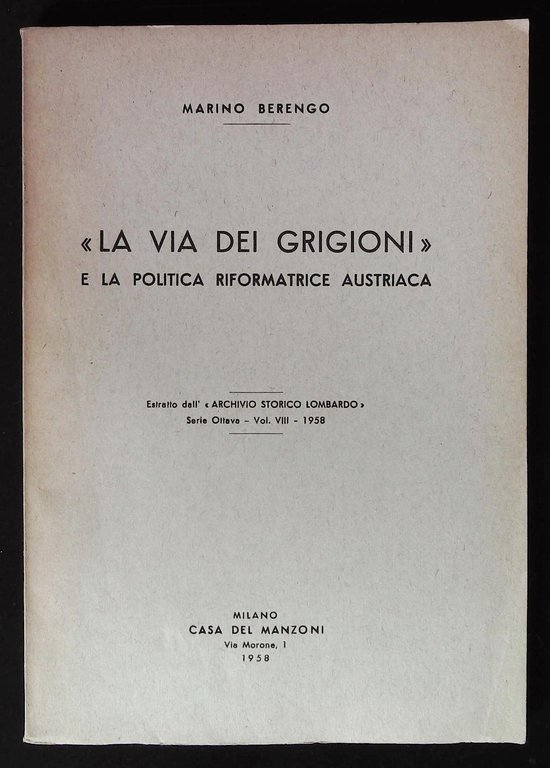 MARINO BERENGO
« LA VIA DEI GRIGIONI »
E LA POLITICA RIFORMATRICE AUSTRIACA
Estratto dall' « ARCHIVIO STORICO LOMBARDO »
Serie Ottava - Vol. VIII - 1958
MILANO
CASA DEL MANZONI
Via Morone, 1
1958